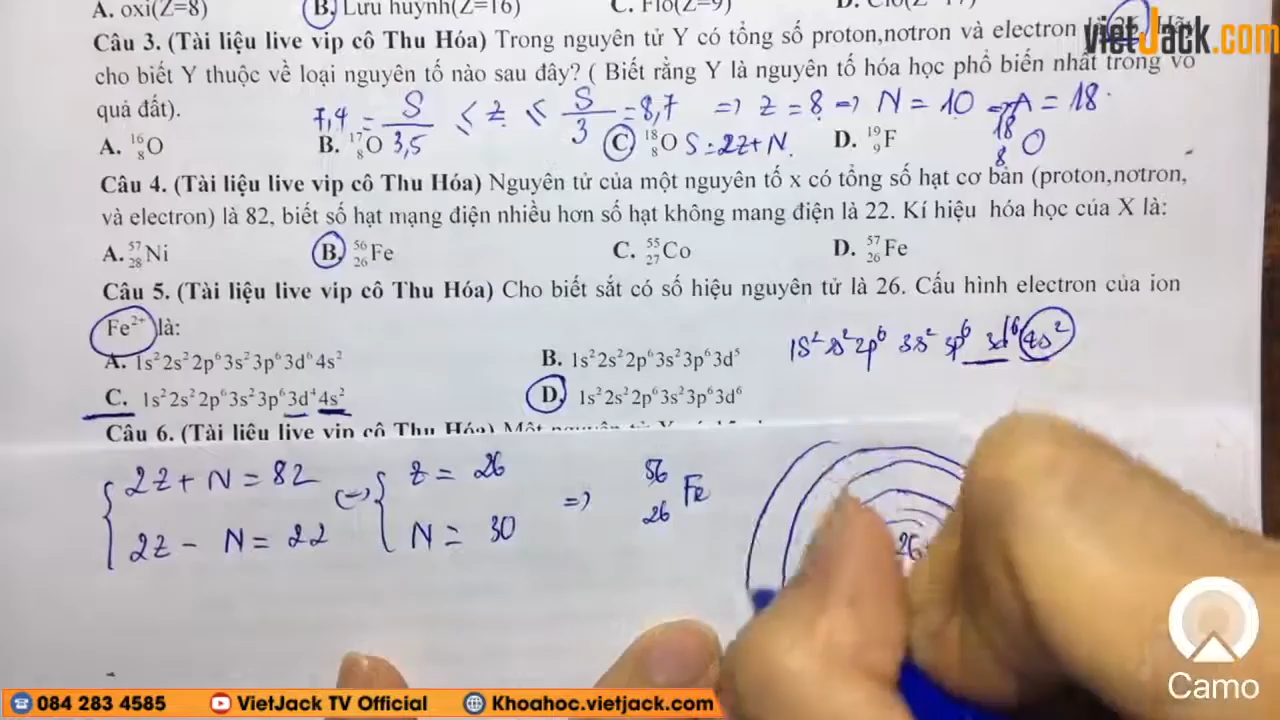 A. oxi(Z=8) B. Lưu huỳnh(Z=16) C. Flo(Z=9)
vietJack.com
Câu 3. (Tài liệu live vip cô Thu Hóa) Trong nguyên tử Y có tổng số proton,nơtron và electron
cho biết Y thuộc về loại nguyên tố nào sau đây? ( Biết rằng Y là nguyên tố hóa học phổ biến nhất trong vỏ
quả đất).
7,4 = S/3,5 ≤ Z ≤ S/3 = 8,7 => Z = 8 => N = 10 => A = 18
A. ¹⁶₈O B. ¹⁷₈O C ¹⁸₈O S = 2Z+N. D. ¹⁹₉F ¹⁸₈O
Câu 4. (Tài liệu live vip cô Thu Hóa) Nguyên tử của một nguyên tố x có tổng số hạt cơ bản (proton,nơtron,
và electron) là 82, biết số hạt mạng điện nhiều hơn số hạt không mang điện là 22. Kí hiệu hóa học của X là:
A. ⁵⁷₂₈Ni B. ⁵⁶₂₆Fe C. ⁵⁵₂₇Co D. ⁵⁷₂₆Fe
Câu 5. (Tài liệu live vip cô Thu Hóa) Cho biết sắt có số hiệu nguyên tử là 26. Cấu hình electron của ion
Fe²⁺ là:
1s² 2s² 2p⁶ 3s² 3p⁶ 3d⁶ 4s²
A. 1s²2s²2p⁶3s²3p⁶3d⁶4s² B. 1s²2s²2p⁶3s²3p⁶3d⁵
C. 1s²2s²2p⁶3s²3p⁶3d⁴4s² D. 1s²2s²2p⁶3s²3p⁶3d⁶
Câu 6. (Tài liệu live vip cô Thu Hóa)
2Z + N = 82 Z = 26 ⁵⁶₂₆Fe
2Z - N = 22 N = 30 =>
26+
Camo
084 283 4585 VietJack TV Official Khoahoc.vietjack.com